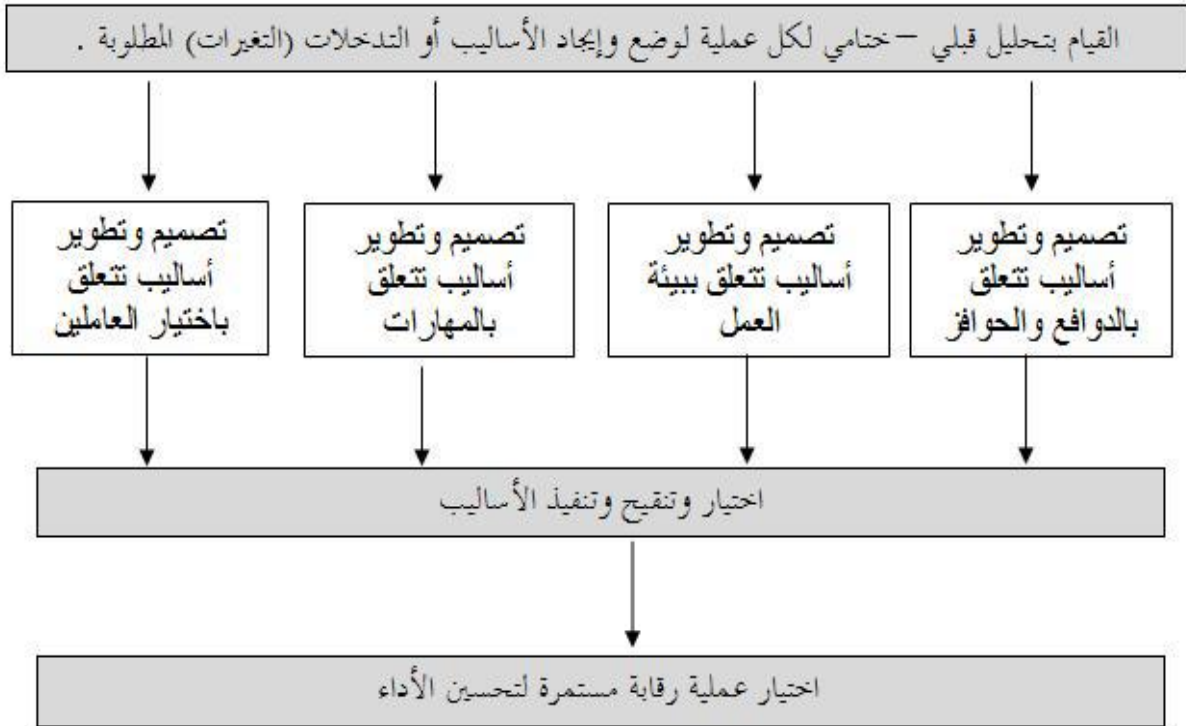 القيام بتحليل قبلي – ختامي لكل عملية لوضع وإيجاد الأساليب أو التدخلات (التغيرات) المطلوبة .
تصميم وتطوير
أساليب تتعلق
بالدوافع والحوافز
تصميم وتطوير
أساليب تتعلق ببيئة
العمل
تصميم وتطوير
أساليب تتعلق
بالمهارات
تصميم وتطوير
أساليب تتعلق
باختيار العاملين
اختيار وتنقيح وتنفيذ الأساليب
اختيار عملية رقابة مستمرة لتحسين الأداء